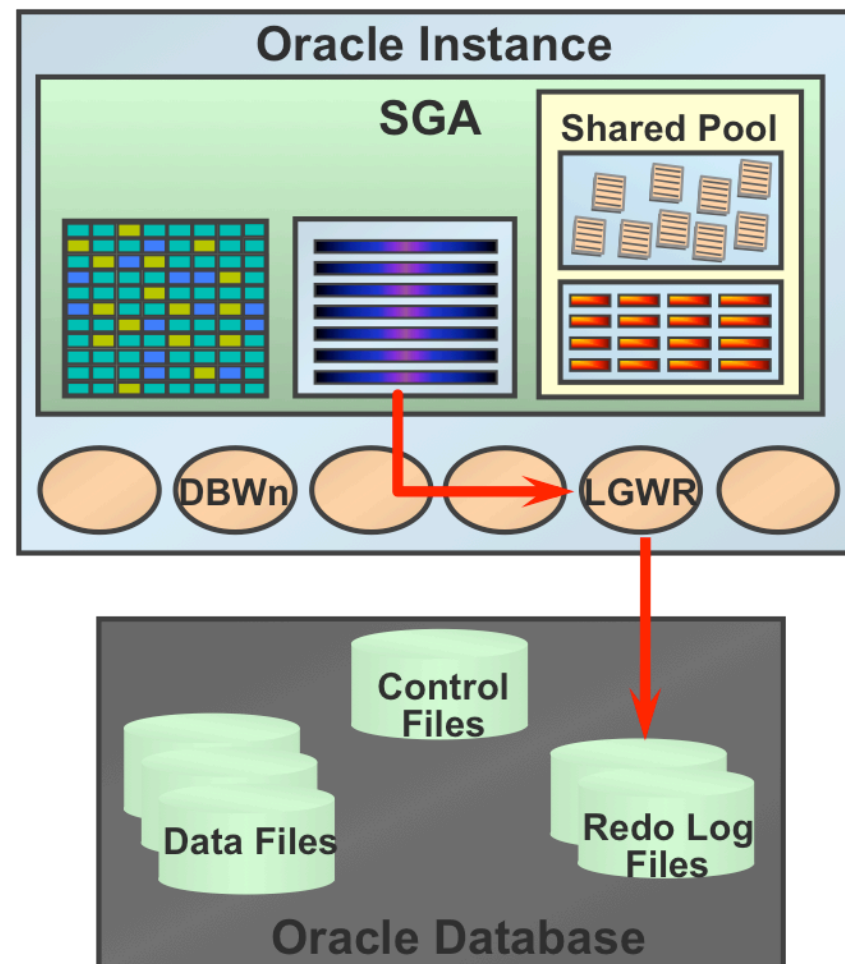 Oracle Instance
SGA
Shared Pool
DBWn
LGWR
Control
Files
Data Files
Redo Log
Files
Oracle Database